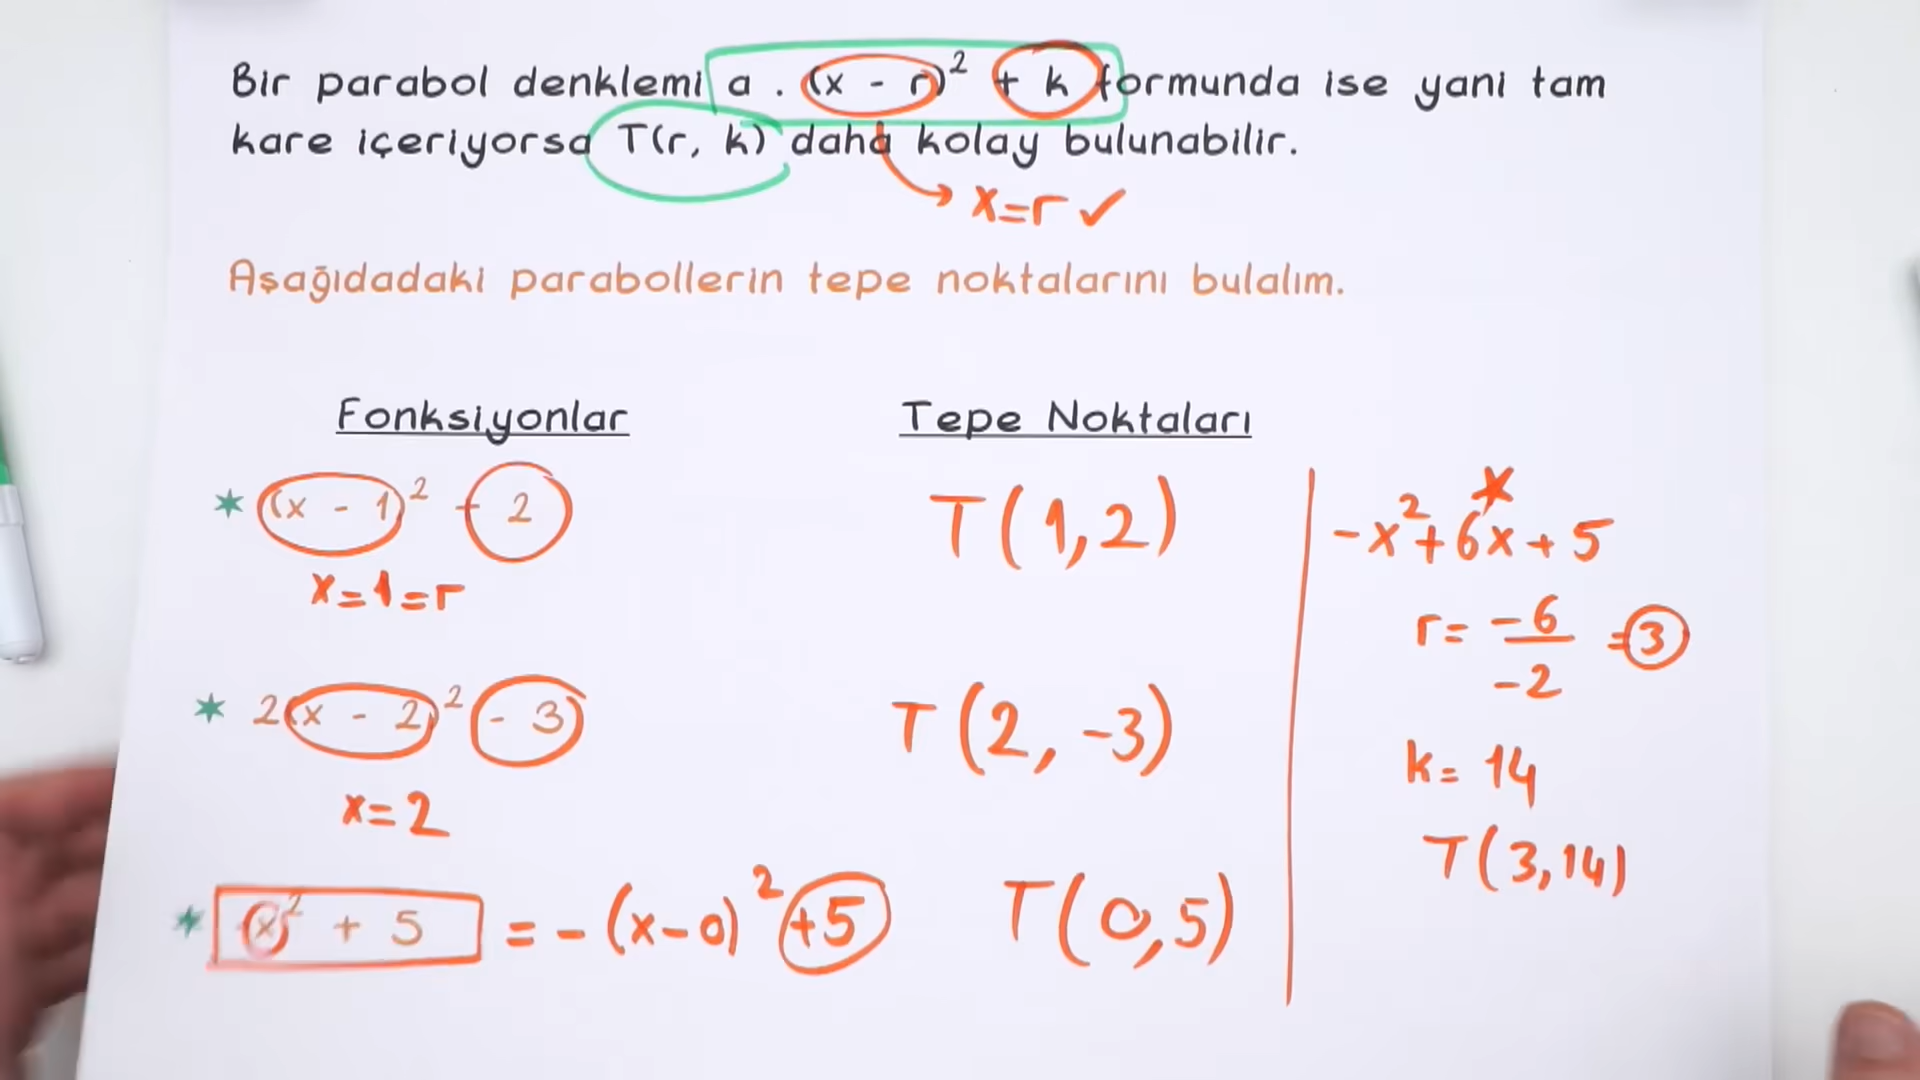 Bir parabol denklemi a . (x - r)² + k formunda ise yani tam
kare içeriyorsa T(r, k) daha kolay bulunabilir.
x=r ✓
Aşağıdadaki parabollerin tepe noktalarını bulalım.
Fonksiyonlar
Tepe Noktaları
(x - 1)² + 2
T(1,2)
x=1=r
2(x - 2)² - 3
T(2, -3)
x=2
x² + 5 = -(x-0)² +5
T(0,5)
-x²+6x+5
r= -6/-2 =3
k= 14
T(3,14)